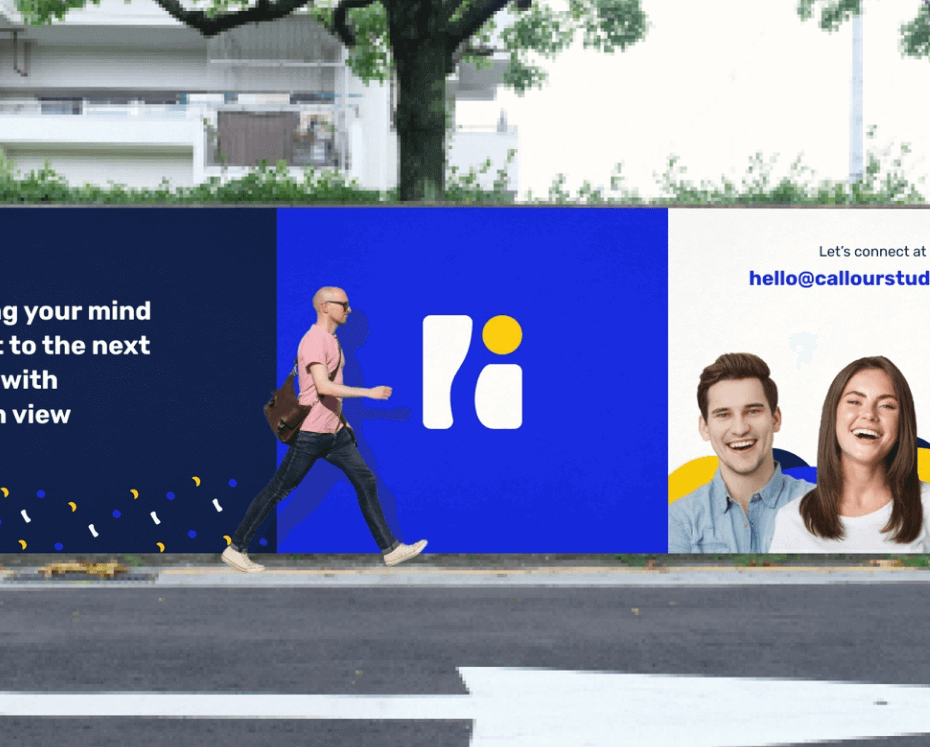 g your mind
t to the next
with
n view
Let's connect at
hello@callourstud